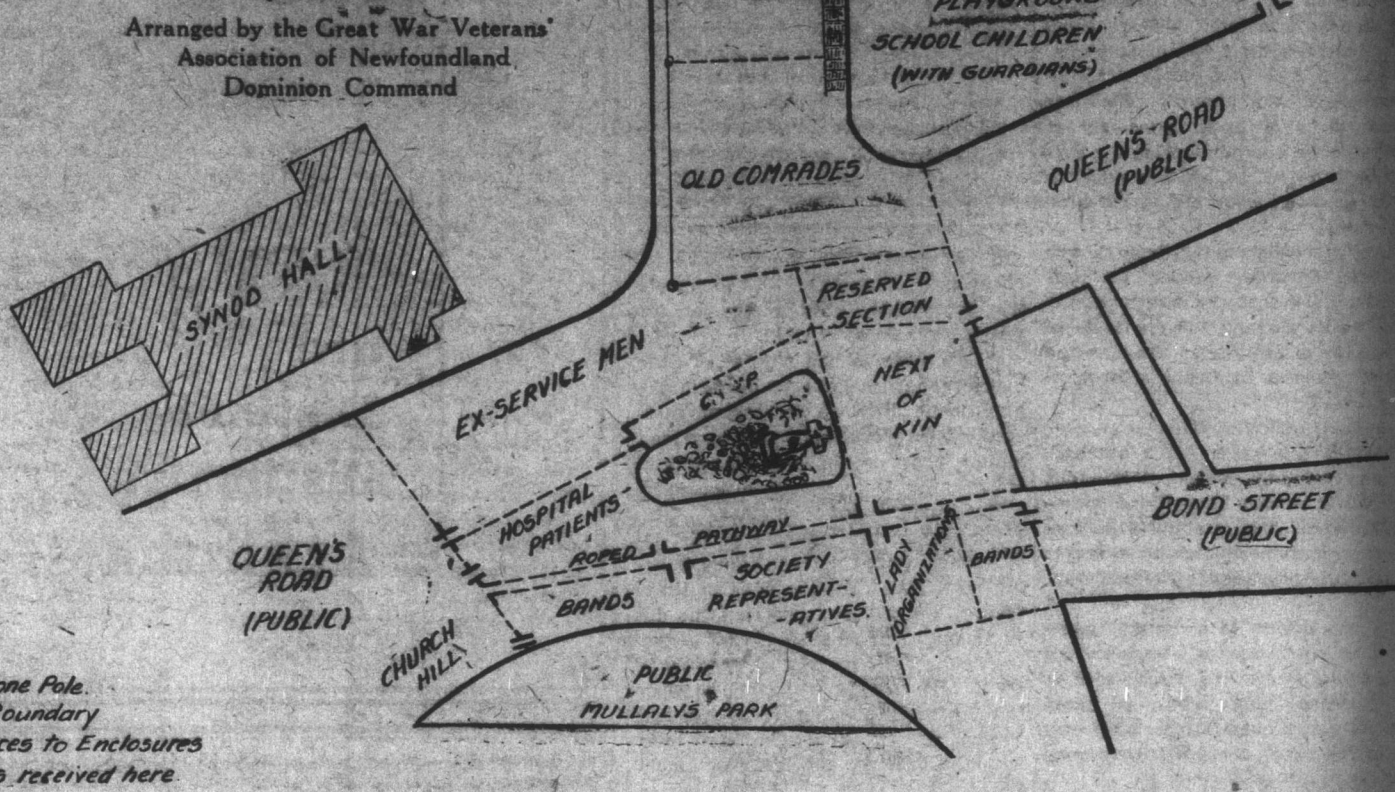 Arranged by the Great War Veterans'
Association of Newfoundland
Dominion Command
PLAYGROUND
SCHOOL CHILDREN
(WITH GUARDIANS)
QUEEN'S ROAD
(PUBLIC)
OLD COMRADES
SYNOD HALL.
RESERVED
SECTION
EX-SERVICE MEN
NEXT
OF
KIN
HOSPITAL
PATIENTS
ROPED
PATHWAY
BOND STREET
(PUBLIC)
QUEEN'S
ROAD
(PUBLIC)
BANDS
SOCIETY
REPRESENT-
-ATIVES.
LADY
ORGANIZATIONS
BANDS
CHURCH
HILL
PUBLIC
MULLALY'S PARK
Pole.
Boundary
to Enclosures
received here